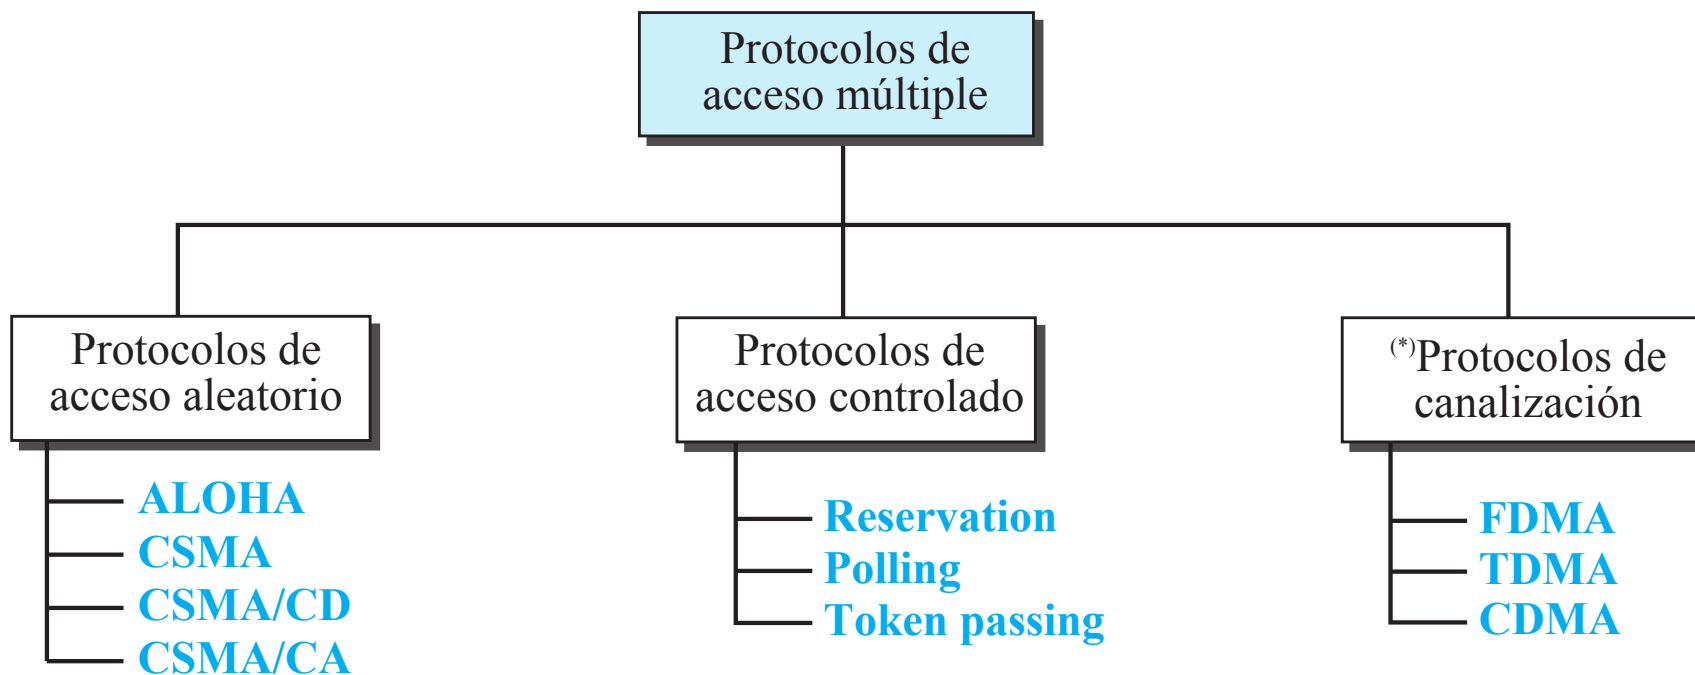 Protocolos de
acceso múltiple
Protocolos de
acceso aleatorio
ALOHA
CSMA
CSMA/CD
CSMA/CA
Protocolos de
acceso controlado
Reservation
Polling
Token passing
(*)Protocolos de
canalización
FDMA
TDMA
CDMA